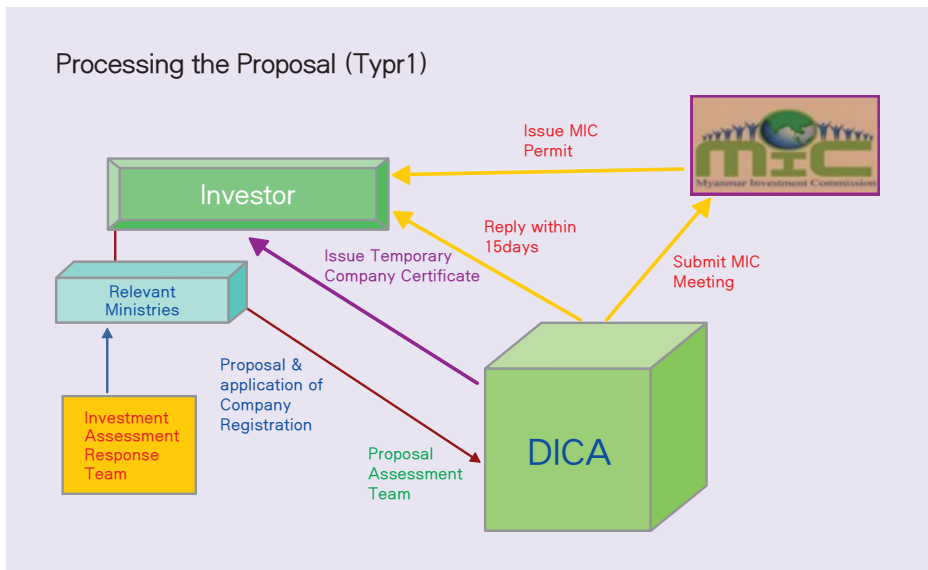 Processing the Proposal (Typr1)
Issue MIC
Permit
MIC
Myanmar Investment Commission
Investor
Reply within
15days
Issue Temporary
Company Certificate
Submit MIC
Meeting
Relevant
Ministries
Proposal &
application of
Company
Registration
Investment
Assessment
Response
Team
Proposal
Assessment
Team
DICA